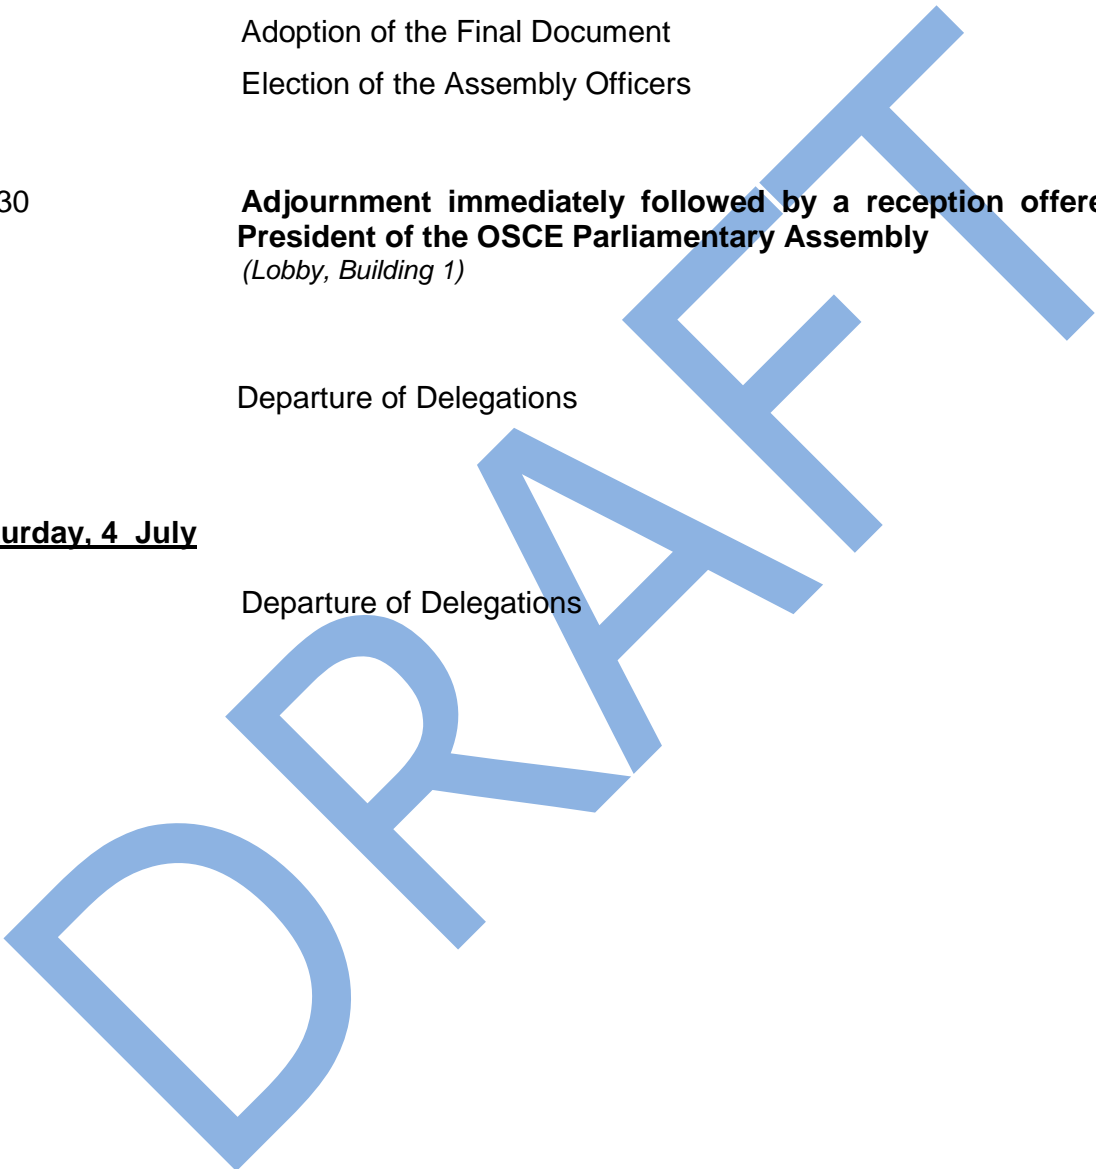 Adoption of the Final Document
Election of the Assembly Officers
30 Adjournment immediately followed by a reception offere
President of the OSCE Parliamentary Assembly
(Lobby, Building 1)
Departure of Delegations
urday, 4 July
Departure of Delegations
DRAFT